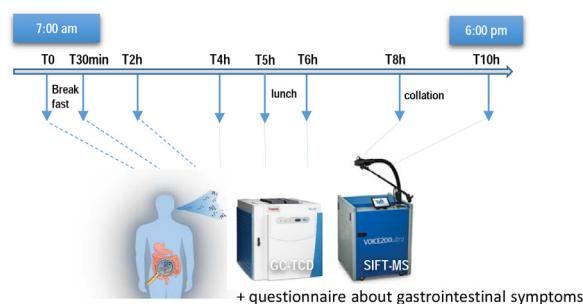 7:00 am
6:00 pm
T0 T30min T2h T4h T5h T6h T8h T10h
Break
fast
lunch
collation
VOICE200ultra
GC-TCD
SIFT-MS
+ questionnaire about gastrointestinal symptoms